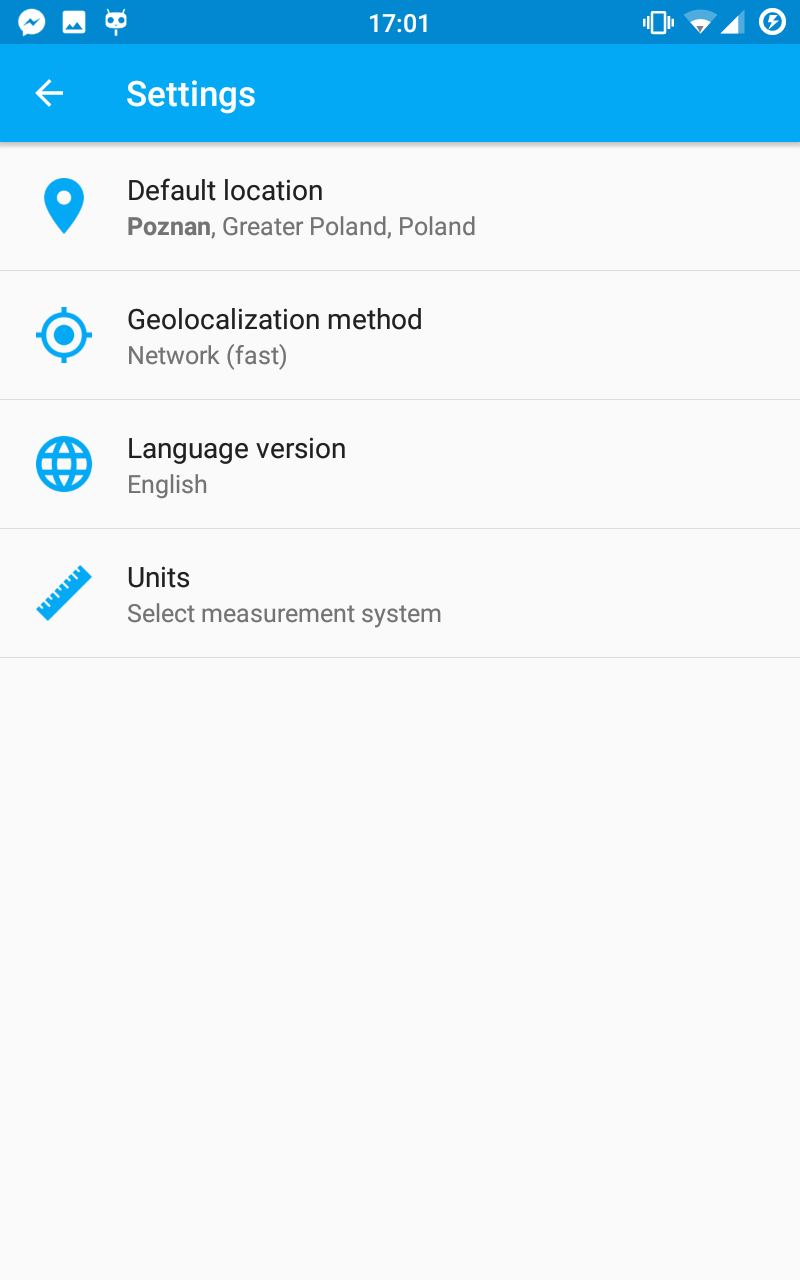 17:01
Settings
Default location
Poznan, Greater Poland, Poland
Geolocalization method
Network (fast)
Language version
English
Units
Select measurement system